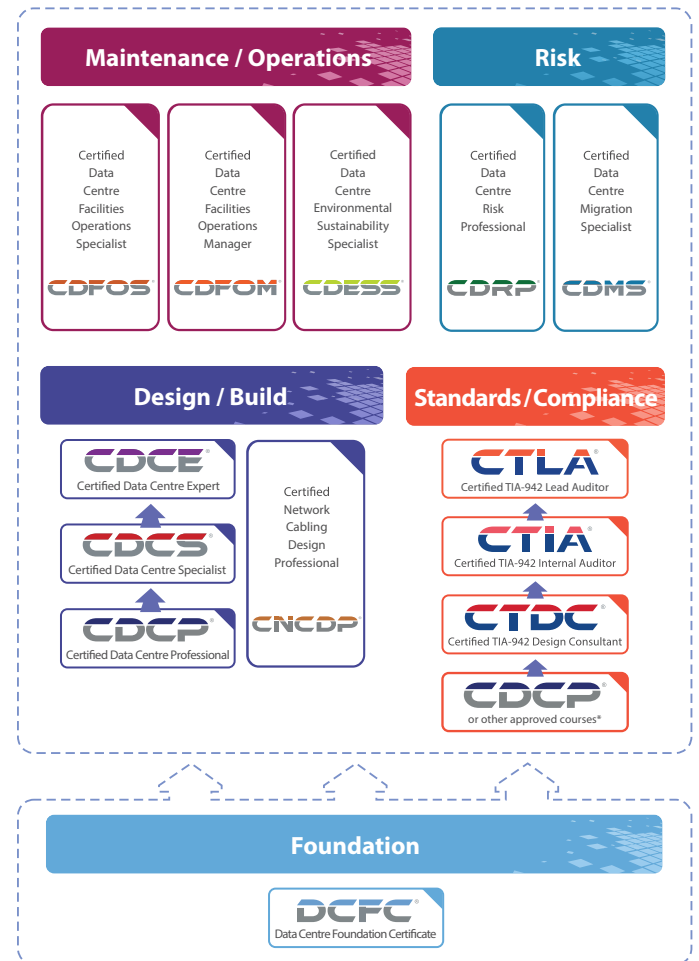 Maintenance / Operations
Risk
Certified
Data
Centre
Facilities
Operations
Specialist
CDFOS®
Certified
Data
Centre
Facilities
Operations
Manager
CDFOM®
Certified
Data
Centre
Environmental
Sustainability
Specialist
CDESS®
Certified
Data
Centre
Risk
Professional
CDRP®
Certified
Data
Centre
Migration
Specialist
CDMS®
Design / Build
Standards/Compliance
CDCE®
Certified Data Centre Expert
CDCS®
Certified Data Centre Specialist
CDCP®
Certified Data Centre Professional
Certified
Network
Cabling
Design
Professional
CNCDP®
CTLA®
Certified TIA-942 Lead Auditor
CTIA®
Certified TIA-942 Internal Auditor
CTDC®
Certified TIA-942 Design Consultant
CDCP®
or other approved courses*
Foundation
DCFC®
Data Centre Foundation Certificate